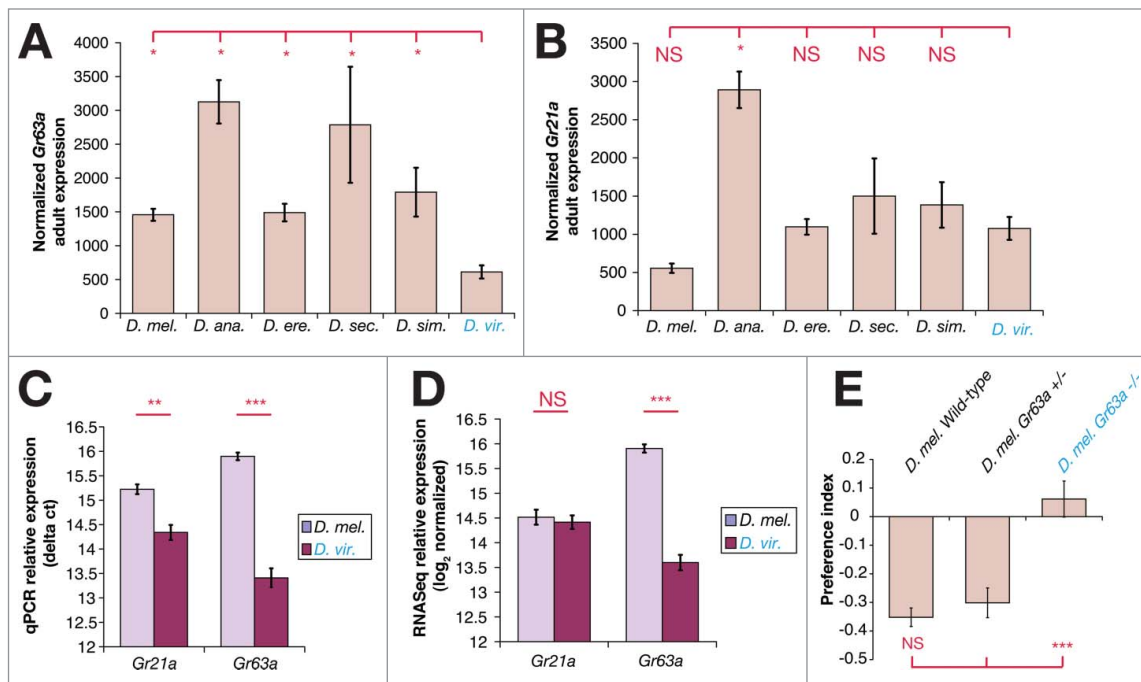 A
Normalized Gr63a
adult expression
4000
3500
3000
2500
2000
1500
1000
500
0
* * * * *
D. mel. D. ana. D. ere. D. sec. D. sim. D. vir.
B
Normalized Gr21a
adult expression
3500
3000
2500
2000
1500
1000
500
0
NS * NS NS NS
D. mel. D. ana. D. ere. D. sec. D. sim. D. vir.
C
qPCR relative expression
(delta ct)
16.5
16
15.5
15
14.5
14
13.5
13
12.5
12
** ***
Gr21a Gr63a
D. mel.
D. vir.
D
RNASeq relative expression
(log2 normalized)
16.5
16
15.5
15
14.5
14
13.5
13
12.5
12
NS ***
Gr21a Gr63a
D. mel.
D. vir.
E
D. mel. Wild-type
D. mel. Gr63a +/-
D. mel. Gr63a -/-
Preference index
0.2
0.1
0
-0.1
-0.2
-0.3
-0.4
-0.5
NS ***